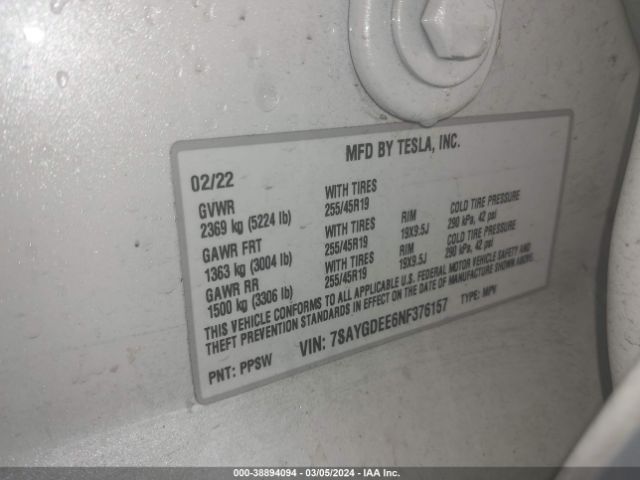 MFD BY TESLA, INC.
02/22
GVWR WITH TIRES
2369 kg (5224 lb) 255/45R19 RIM COLD TIRE PRESSURE
GAWR FRT WITH TIRES 19X9.5J 290 kPa, 42 psi
1363 kg (3004 lb) 255/45R19 RIM COLD TIRE PRESSURE
GAWR RR WITH TIRES 19X9.5J 290 kPa, 42 psi
1500 kg (3306 lb) 255/45R19
THIS VEHICLE CONFORMS TO ALL APPLICABLE U.S. FEDERAL MOTOR VEHICLE SAFETY AND
THEFT PREVENTION STANDARDS IN EFFECT ON THE DATE OF MANUFACTURE SHOWN ABOVE.
PNT: PPSW VIN: 7SAYGDEE6NF376157 TYPE: MPV
000-38894094 - 03/05/2024 - IAA Inc.